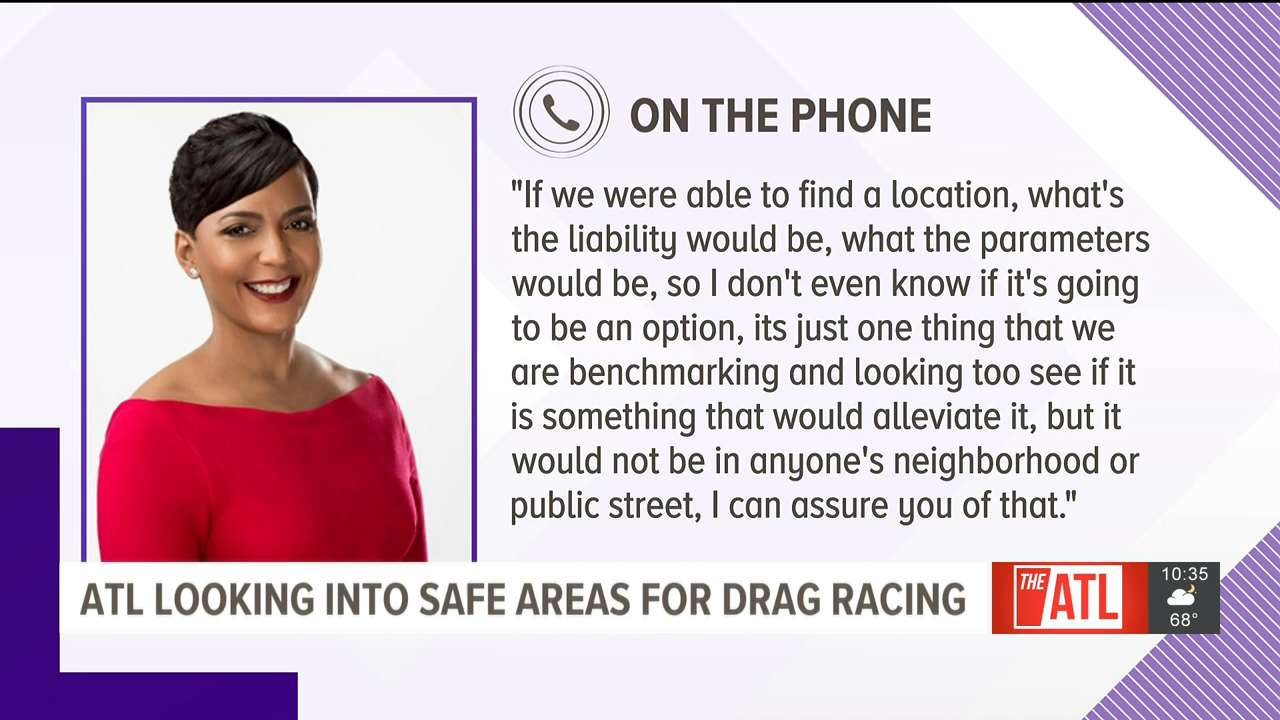 ON THE PHONE
"If we were able to find a location, what's
the liability would be, what the parameters
would be, so I don't even know if it's going
to be an option, its just one thing that we
are benchmarking and looking too see if it
is something that would alleviate it, but it
would not be in anyone's neighborhood or
public street, I can assure you of that."
ATL LOOKING INTO SAFE AREAS FOR DRAG RACING
THE ATL
10:35
68°